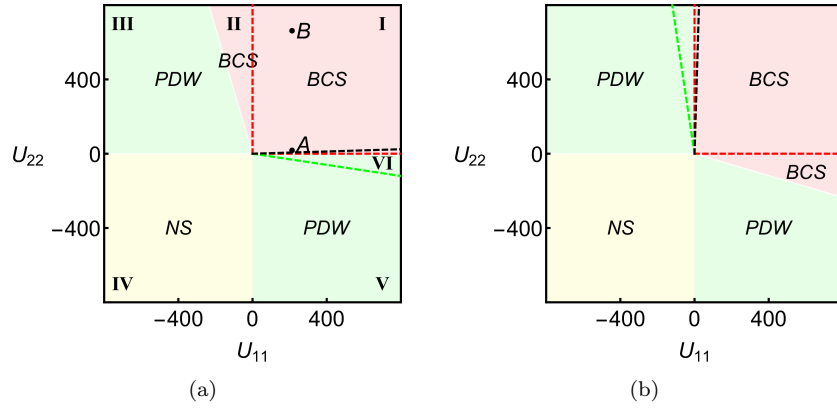 III II I
B
400 PDW BCS BCS
A
U22 0
VI
−400 NS PDW
IV V
−400 0 400
U11
(a)
400 PDW BCS
U22 0
BCS
−400 NS PDW
−400 0 400
U11
(b)